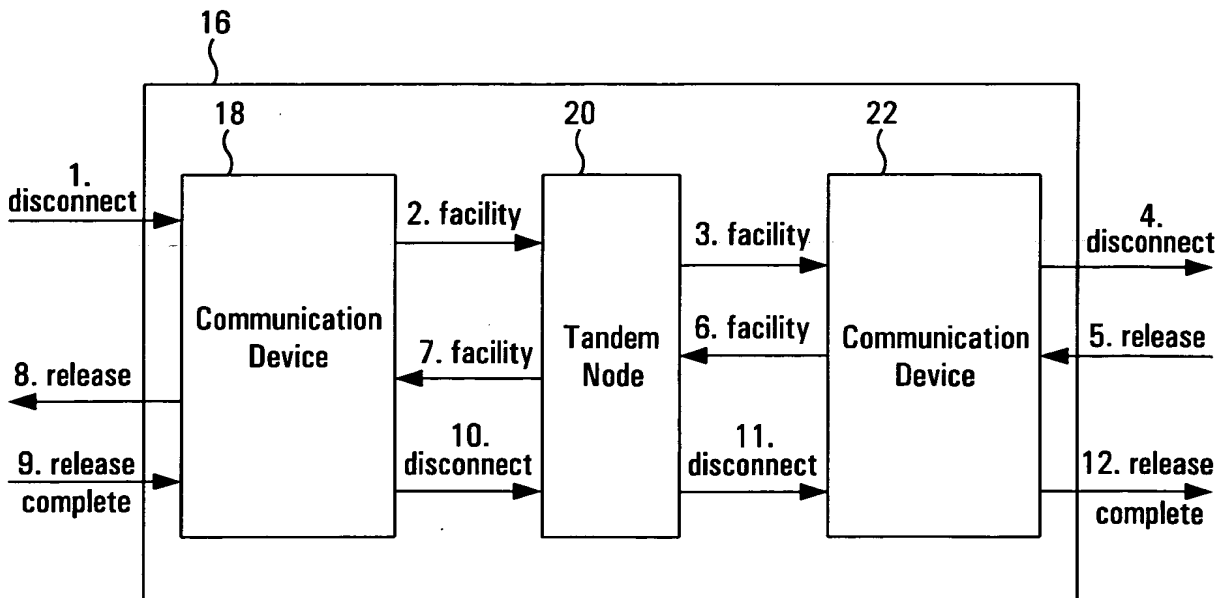 16
18
20
22
1.
disconnect
2. facility
3. facility
4.
disconnect
Communication
Device
Tandem
Node
Communication
Device
6. facility
5. release
7. facility
8. release
10.
disconnect
11.
disconnect
9. release
complete
12. release
complete